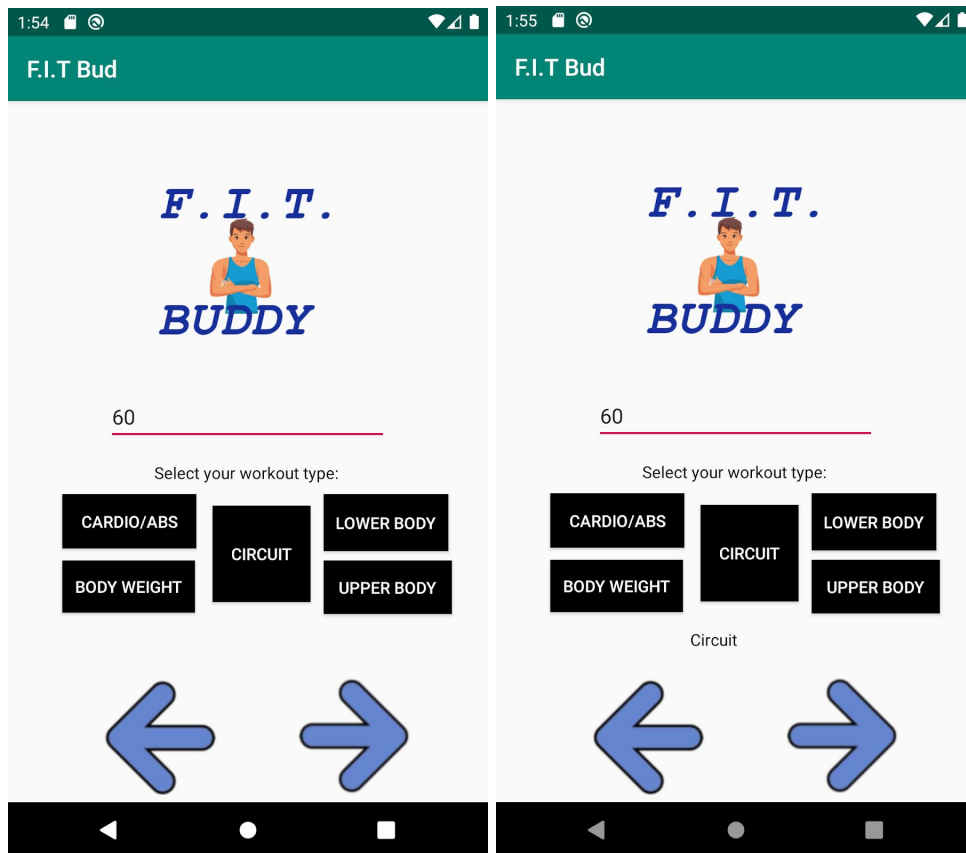 1:54
F.I.T Bud
F.I.T.
BUDDY
60
Select your workout type:
CARDIO/ABS
CIRCUIT
LOWER BODY
BODY WEIGHT
UPPER BODY
1:55
F.I.T Bud
F.I.T.
BUDDY
60
Select your workout type:
CARDIO/ABS
CIRCUIT
LOWER BODY
BODY WEIGHT
UPPER BODY
Circuit